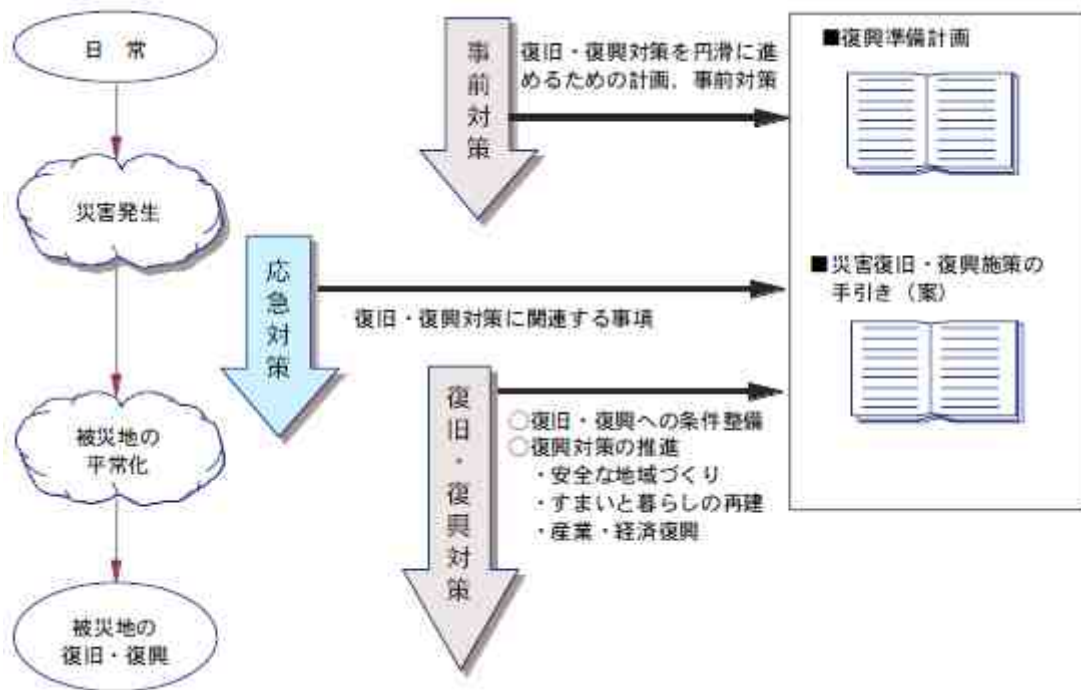 日 常
災害発生
被災地の
平常化
被災地の
復旧・復興
事前対策
復旧・復興対策を円滑に進
めるための計画，事前対策
応急対策
復旧・復興対策に関連する事項
復旧・復興対策
○復旧・復興への条件整備
○復興対策の推進
・安全な地域づくり
・すまいと暮らしの再建
・産業・経済復興
■復興準備計画
■災害復旧・復興施策の
手引き（案）